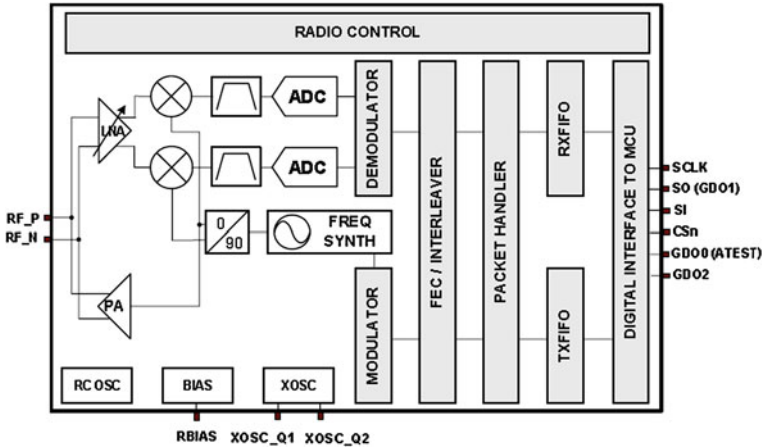 RADIO CONTROL
LNA
ADC
ADC
DEMODULATOR
FEC / INTERLEAVER
PACKET HANDLER
RXFIFO
DIGITAL INTERFACE TO MCU
SCLK
SO (GDO1)
SI
CSn
GDO0 (ATEST)
GDO2
RF_P
RF_N
0
90
FREQ
SYNTH
PA
MODULATOR
TXFIFO
RC OSC
BIAS
XOSC
RBIAS
XOSC_Q1
XOSC_Q2